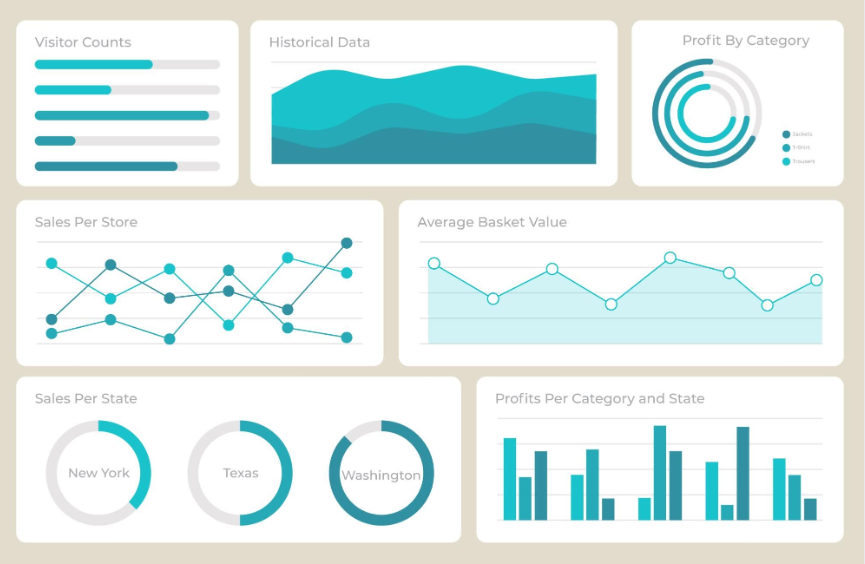 Visitor Counts
Historical Data
Profit By Category
Jackets
T-Shirt
Trousers
Sales Per Store
Average Basket Value
Sales Per State
New York
Texas
Washington
Profits Per Category and State